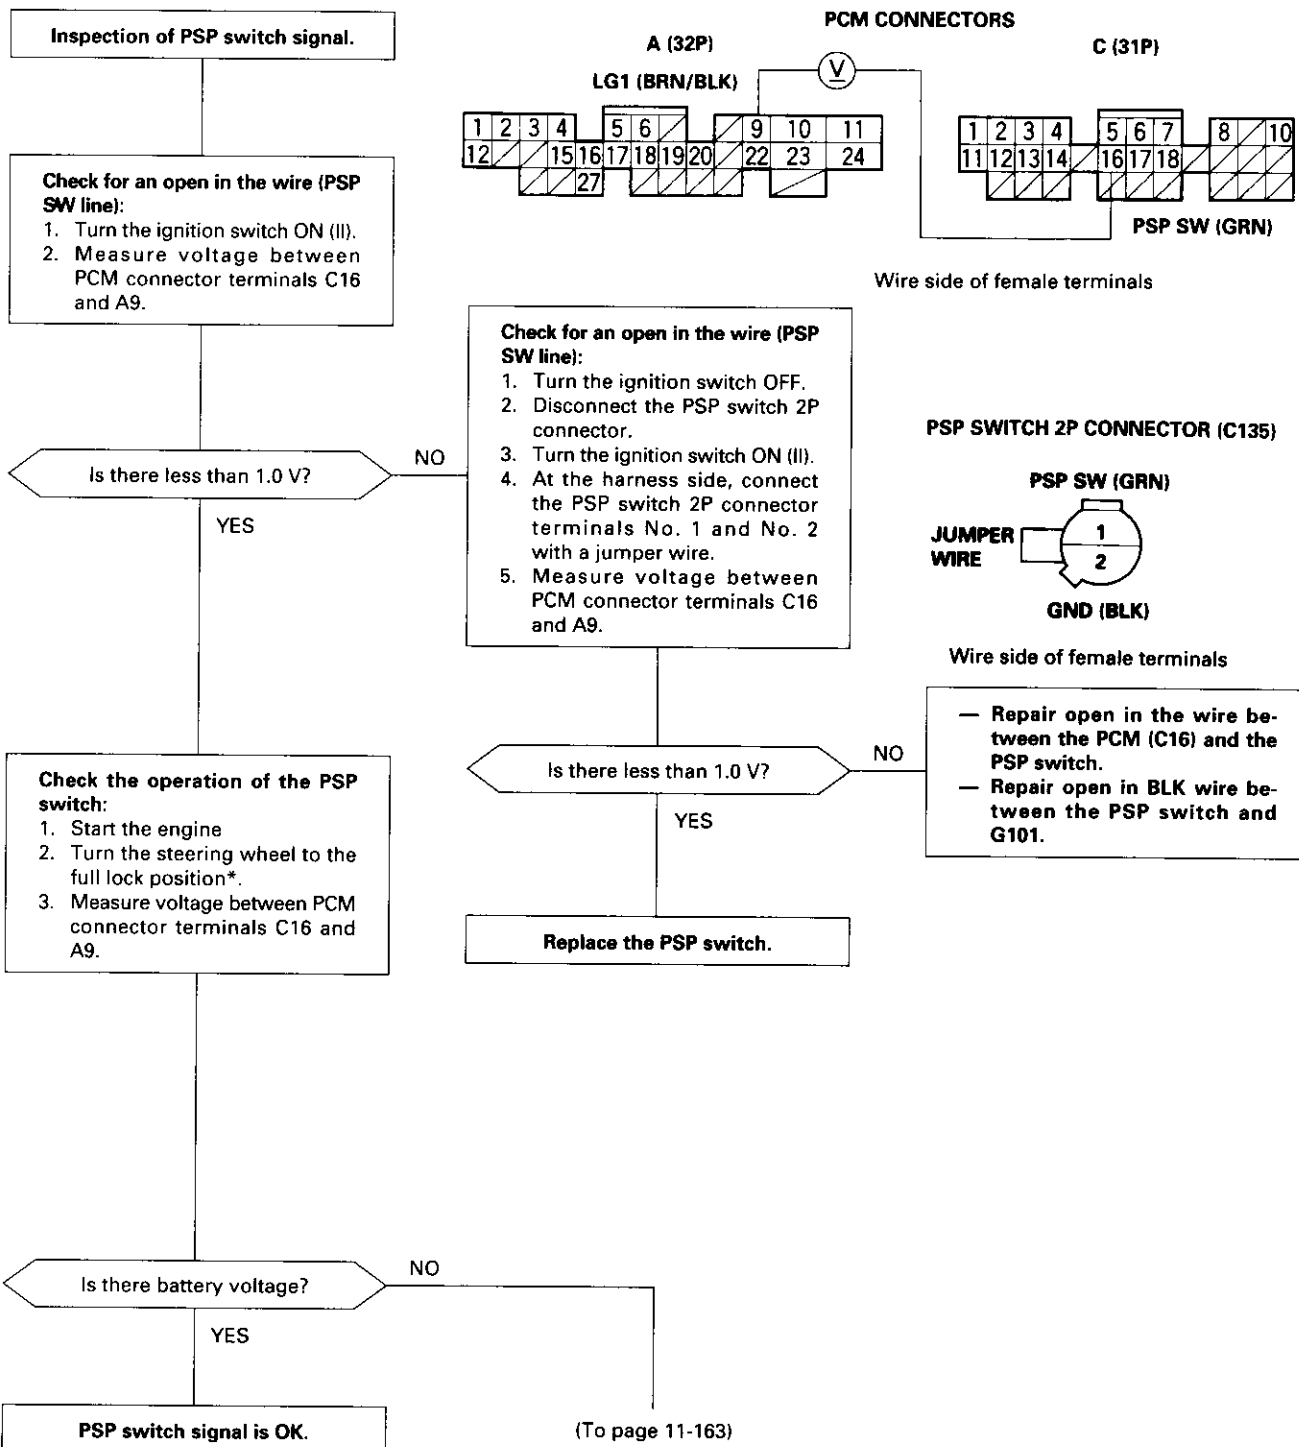 Inspection of PSP switch signal.
PCM CONNECTORS
A (32P)
C (31P)
LG1 (BRN/BLK)
V
1 2 3 4 5 6 9 10 11
12 15 16 17 18 19 20 22 23 24
27
1 2 3 4 5 6 7 8 10
11 12 13 14 16 17 18
PSP SW (GRN)
Wire side of female terminals
Check for an open in the wire (PSP
SW line):
1. Turn the ignition switch ON (II).
2. Measure voltage between
PCM connector terminals C16
and A9.
Is there less than 1.0 V?
NO
YES
Check for an open in the wire (PSP
SW line):
1. Turn the ignition switch OFF.
2. Disconnect the PSP switch 2P
connector.
3. Turn the ignition switch ON (II).
4. At the harness side, connect
the PSP switch 2P connector
terminals No. 1 and No. 2
with a jumper wire.
5. Measure voltage between
PCM connector terminals C16
and A9.
PSP SWITCH 2P CONNECTOR (C135)
PSP SW (GRN)
JUMPER
WIRE
1
2
GND (BLK)
Wire side of female terminals
Is there less than 1.0 V?
NO
YES
— Repair open in the wire be-
tween the PCM (C16) and the
PSP switch.
— Repair open in BLK wire be-
tween the PSP switch and
G101.
Replace the PSP switch.
Check the operation of the PSP
switch:
1. Start the engine
2. Turn the steering wheel to the
full lock position*.
3. Measure voltage between PCM
connector terminals C16 and
A9.
Is there battery voltage?
NO
YES
PSP switch signal is OK.
(To page 11-163)